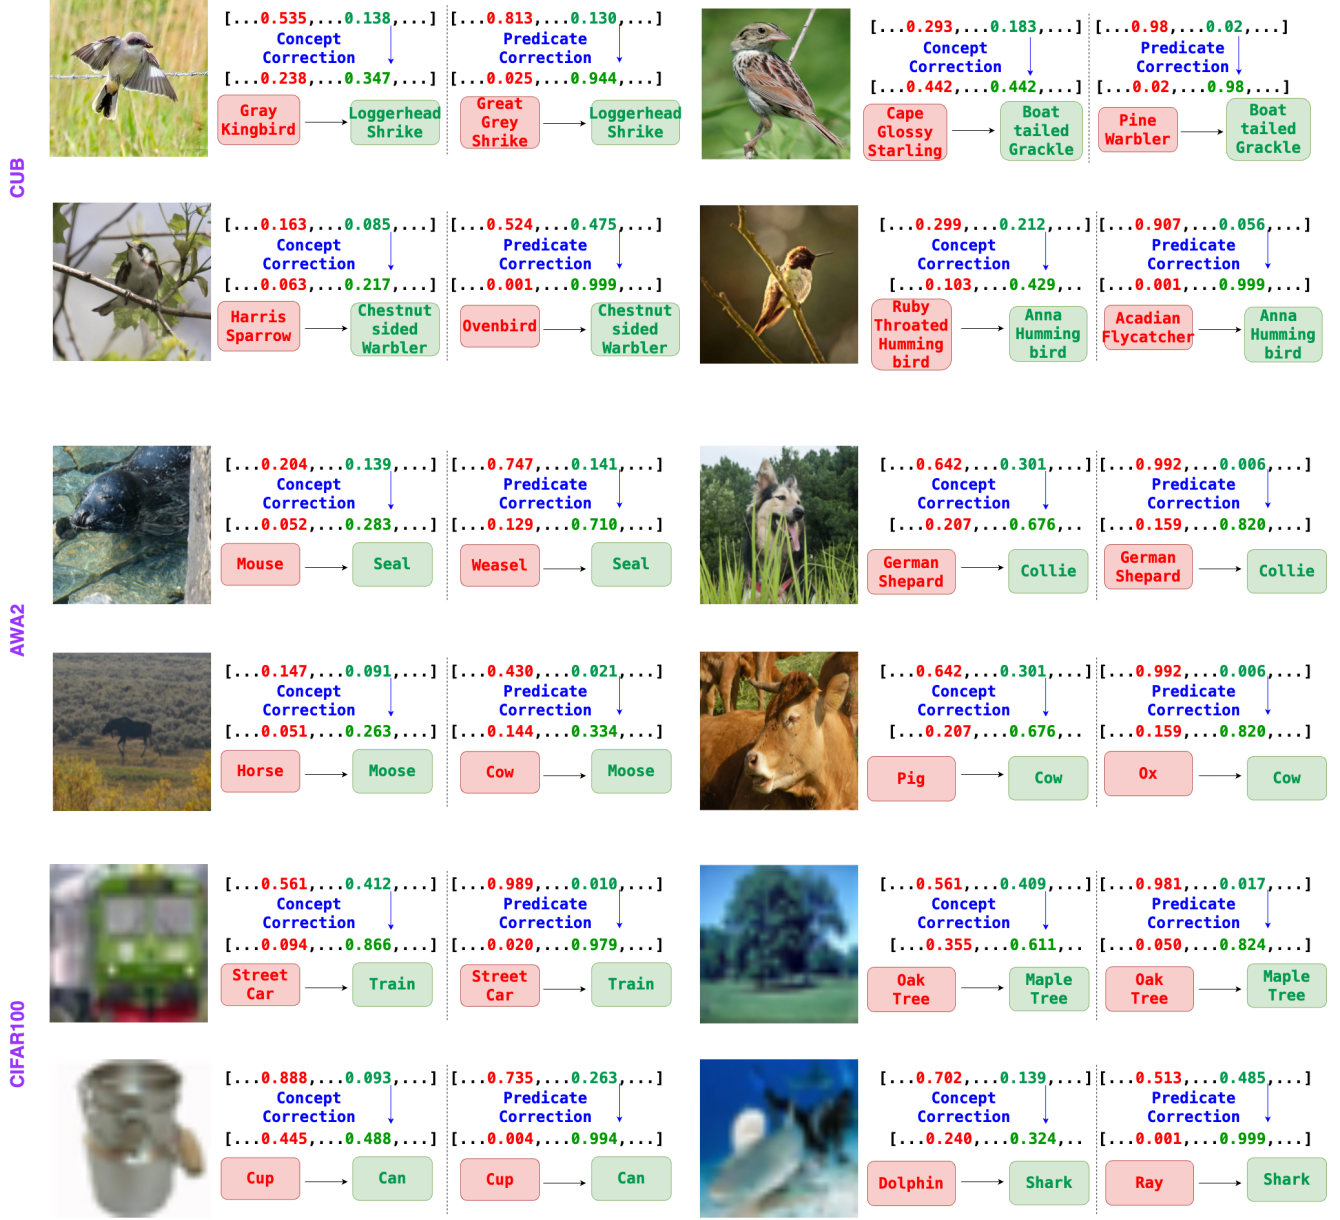 CUB
[...0.535,...0.138,...]
Concept
Correction
[...0.238,...0.347,...]
Gray
Kingbird
Loggerhead
Shrike
[...0.813,...0.130,...]
Predicate
Correction
[...0.025,...0.944,...]
Great
Grey
Shrike
Loggerhead
Shrike
[...0.293,...0.183,...]
Concept
Correction
[...0.442,...0.442,...]
Cape
Glossy
Starling
Boat
tailed
Grackle
[...0.98,...0.02,...]
Predicate
Correction
[...0.02,...0.98,...]
Pine
Warbler
Boat
tailed
Grackle
[...0.163,...0.085,...]
Concept
Correction
[...0.063,...0.217,...]
Harris
Sparrow
Chestnut
sided
Warbler
[...0.524,...0.475,...]
Predicate
Correction
[...0.001,...0.999,...]
Ovenbird
Chestnut
sided
Warbler
[...0.299,...0.212,...]
Concept
Correction
[...0.103,...0.429,..
Ruby
Throated
Humming
bird
Anna
Humming
bird
[...0.907,...0.056,...]
Predicate
Correction
[...0.001,...0.999,...]
Acadian
Flycatcher
Anna
Humming
bird
AWA2
[...0.204,...0.139,...]
Concept
Correction
[...0.052,...0.283,...]
Mouse
Seal
[...0.747,...0.141,...]
Predicate
Correction
[...0.129,...0.710,...]
Weasel
Seal
[...0.642,...0.301,...]
Concept
Correction
[...0.207,...0.676,..
German
Shepard
Collie
[...0.992,...0.006,...]
Predicate
Correction
[...0.159,...0.820,...]
German
Shepard
Collie
[...0.147,...0.091,...]
Concept
Correction
[...0.051,...0.263,...]
Horse
Moose
[...0.430,...0.021,...]
Predicate
Correction
[...0.144,...0.334,...]
Cow
Moose
[...0.642,...0.301,...]
Concept
Correction
[...0.207,...0.676,..
Pig
Cow
[...0.992,...0.006,...]
Predicate
Correction
[...0.159,...0.820,...]
Ox
Cow
CIFAR100
[...0.561,...0.412,...]
Concept
Correction
[...0.094,...0.866,...]
Street
Car
Train
[...0.989,...0.010,...]
Predicate
Correction
[...0.020,...0.979,...]
Street
Car
Train
[...0.561,...0.409,...]
Concept
Correction
[...0.355,...0.611,..
Oak
Tree
Maple
Tree
[...0.981,...0.017,...]
Predicate
Correction
[...0.050,...0.824,...]
Oak
Tree
Maple
Tree
[...0.888,...0.093,...]
Concept
Correction
[...0.445,...0.488,...]
Cup
Can
[...0.735,...0.263,...]
Predicate
Correction
[...0.004,...0.994,...]
Cup
Can
[...0.702,...0.139,...]
Concept
Correction
[...0.240,...0.324,..
Dolphin
Shark
[...0.513,...0.485,...]
Predicate
Correction
[...0.001,...0.999,...]
Ray
Shark